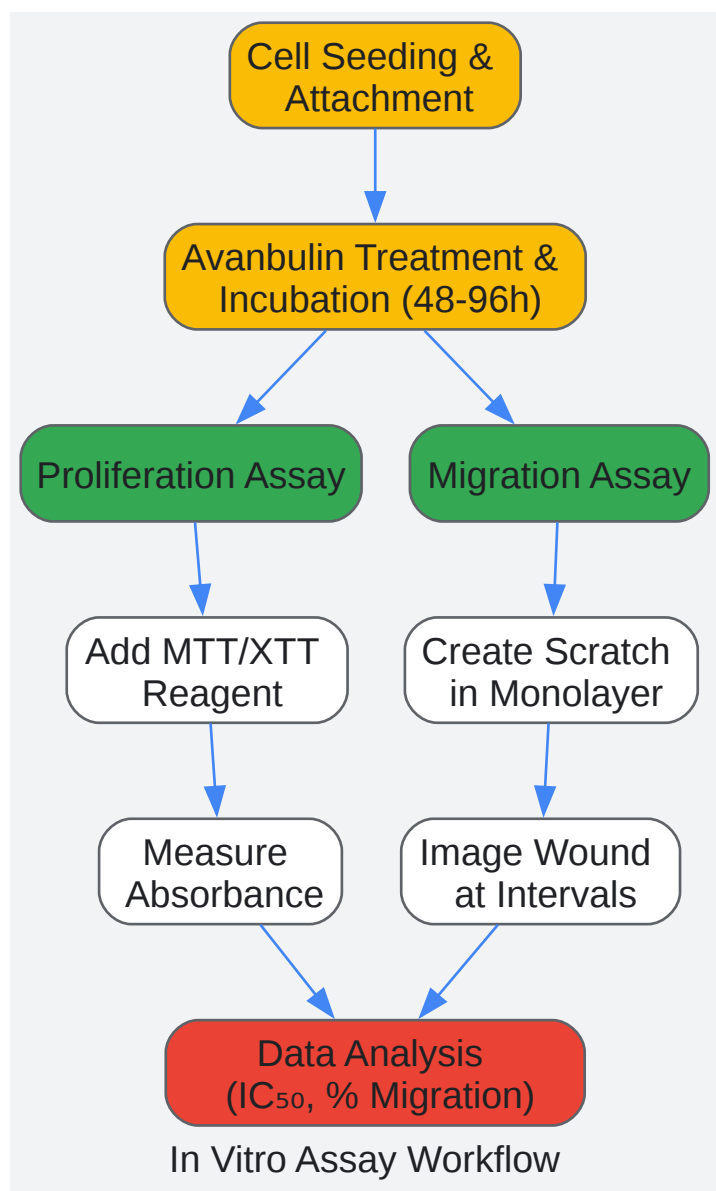 Cell Seeding &
Attachment
Avanbulin Treatment &
Incubation (48-96h)
Proliferation Assay
Migration Assay
Add MTT/XTT
Reagent
Create Scratch
in Monolayer
Measure
Absorbance
Image Wound
at Intervals
Data Analysis
(IC₅₀, % Migration)
In Vitro Assay Workflow